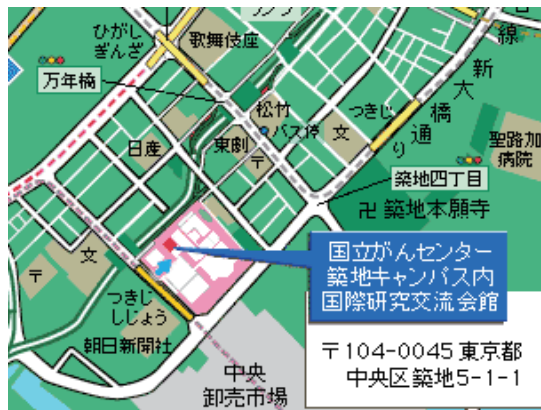 ひがし
ぎんざ
歌舞伎座
線
新
大
橋
通
り
万年橋
松竹
バス停
つきじ
文
日産
東劇
〒
聖路加
病院
築地四丁目
卍 築地本願寺
国立がんセンター
築地キャンパス内
国際研究交流会館
文
〒
つきじ
しじょう
朝日新聞社
中央
卸売市場
〒104-0045 東京都
中央区築地5-1-1